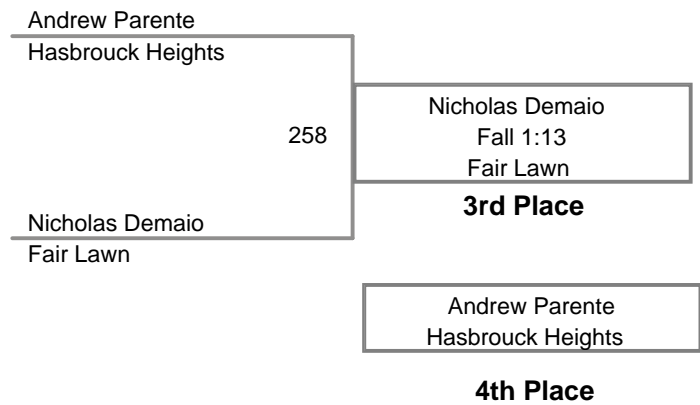 Andrew Parente
Hasbrouck Heights
258
Nicholas Demaio
Fall 1:13
Fair Lawn
3rd Place
Nicholas Demaio
Fair Lawn
Andrew Parente
Hasbrouck Heights
4th Place